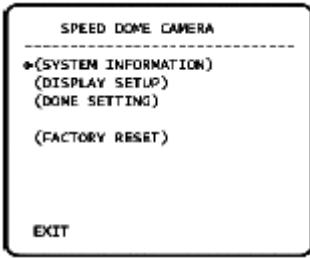 SPEED DOME CAMERA
(SYSTEM INFORMATION)
(DISPLAY SETUP)
(DOME SETTING)
(FACTORY RESET)
EXIT